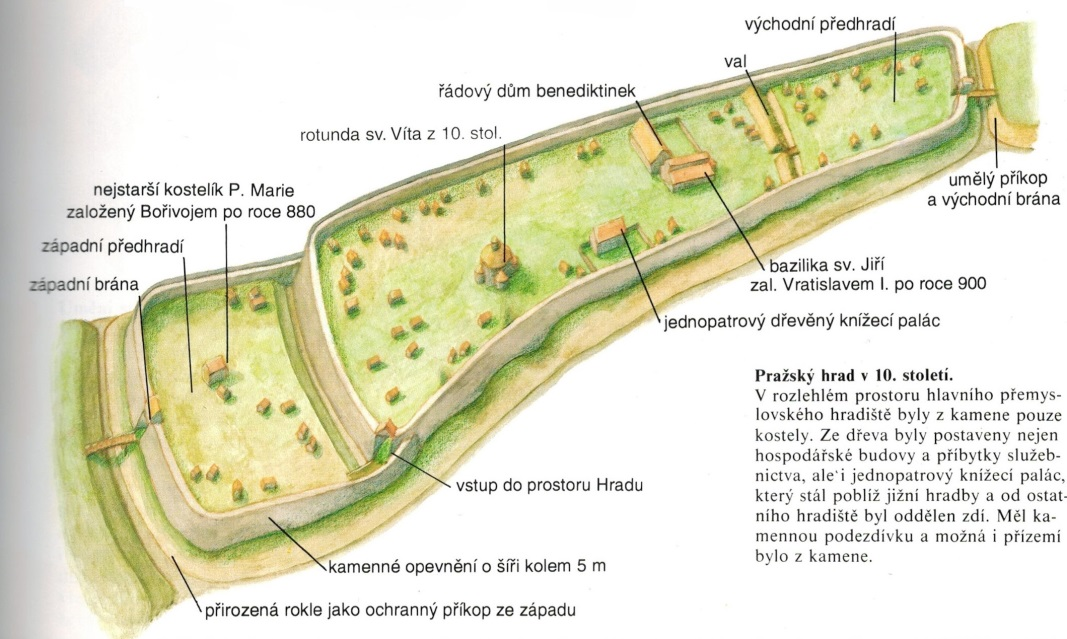 východní předhradí
val
řádový dům benediktinek
rotunda sv. Víta z 10. stol.
nejstarší kostelík P. Marie
založený Bořivojem po roce 880
západní předhradí
západní brána
umělý příkop
a východní brána
bazilika sv. Jiří
zal. Vratislavem I. po roce 900
jednopatrový dřevěný knížecí palác
vstup do prostoru Hradu
kamenné opevnění o šíři kolem 5 m
přirozená rokle jako ochranný příkop ze západu
Pražský hrad v 10. století.
V rozlehlém prostoru hlavního přemys-
lovského hradiště byly z kamene pouze
kostely. Ze dřeva byly postaveny nejen
hospodářské budovy a příbytky služeb-
nictva, ale i jednopatrový knížecí palác,
který stál poblíž jižní hradby a od ostat-
ního hradiště byl oddělen zdí. Měl ka-
mennou podezdívku a možná i přízemí
bylo z kamene.